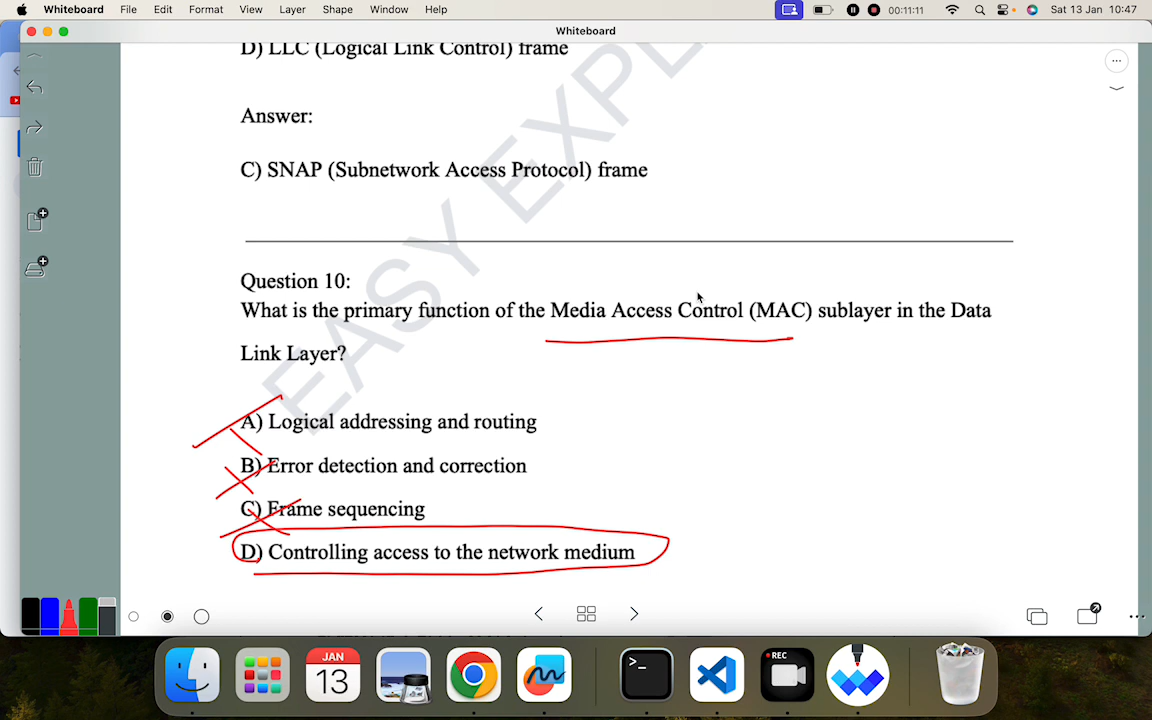 Whiteboard File Edit Format View Layer Shape Window Help 00:11:11 Sat 13 Jan 10:47
Whiteboard
D) LLC (Logical Link Control) frame
Answer:
C) SNAP (Subnetwork Access Protocol) frame
Question 10:
What is the primary function of the Media Access Control (MAC) sublayer in the Data
Link Layer?
A) Logical addressing and routing
B) Error detection and correction
C) Frame sequencing
D) Controlling access to the network medium
EASY EXPL
JAN
13
REC